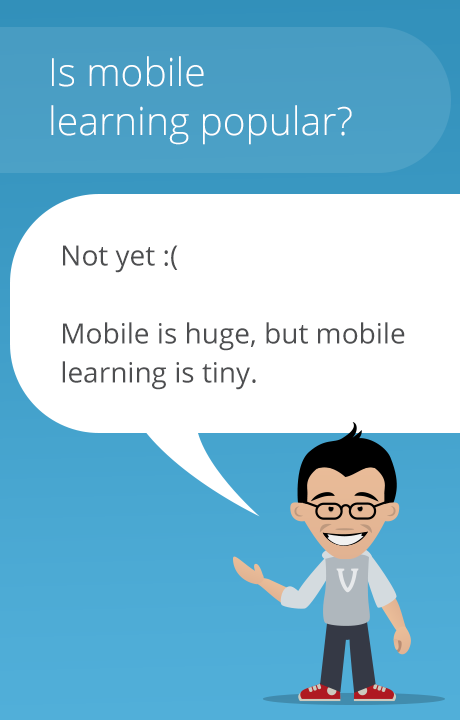 Is mobile
learning popular?
Not yet :(
Mobile is huge, but mobile
learning is tiny.
V